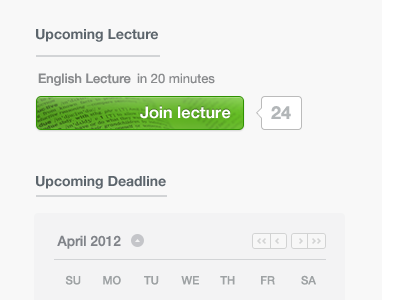 Upcoming Lecture
English Lecture in 20 minutes
Join lecture 24
Upcoming Deadline
April 2012
SU MO TU WE TH FR SA